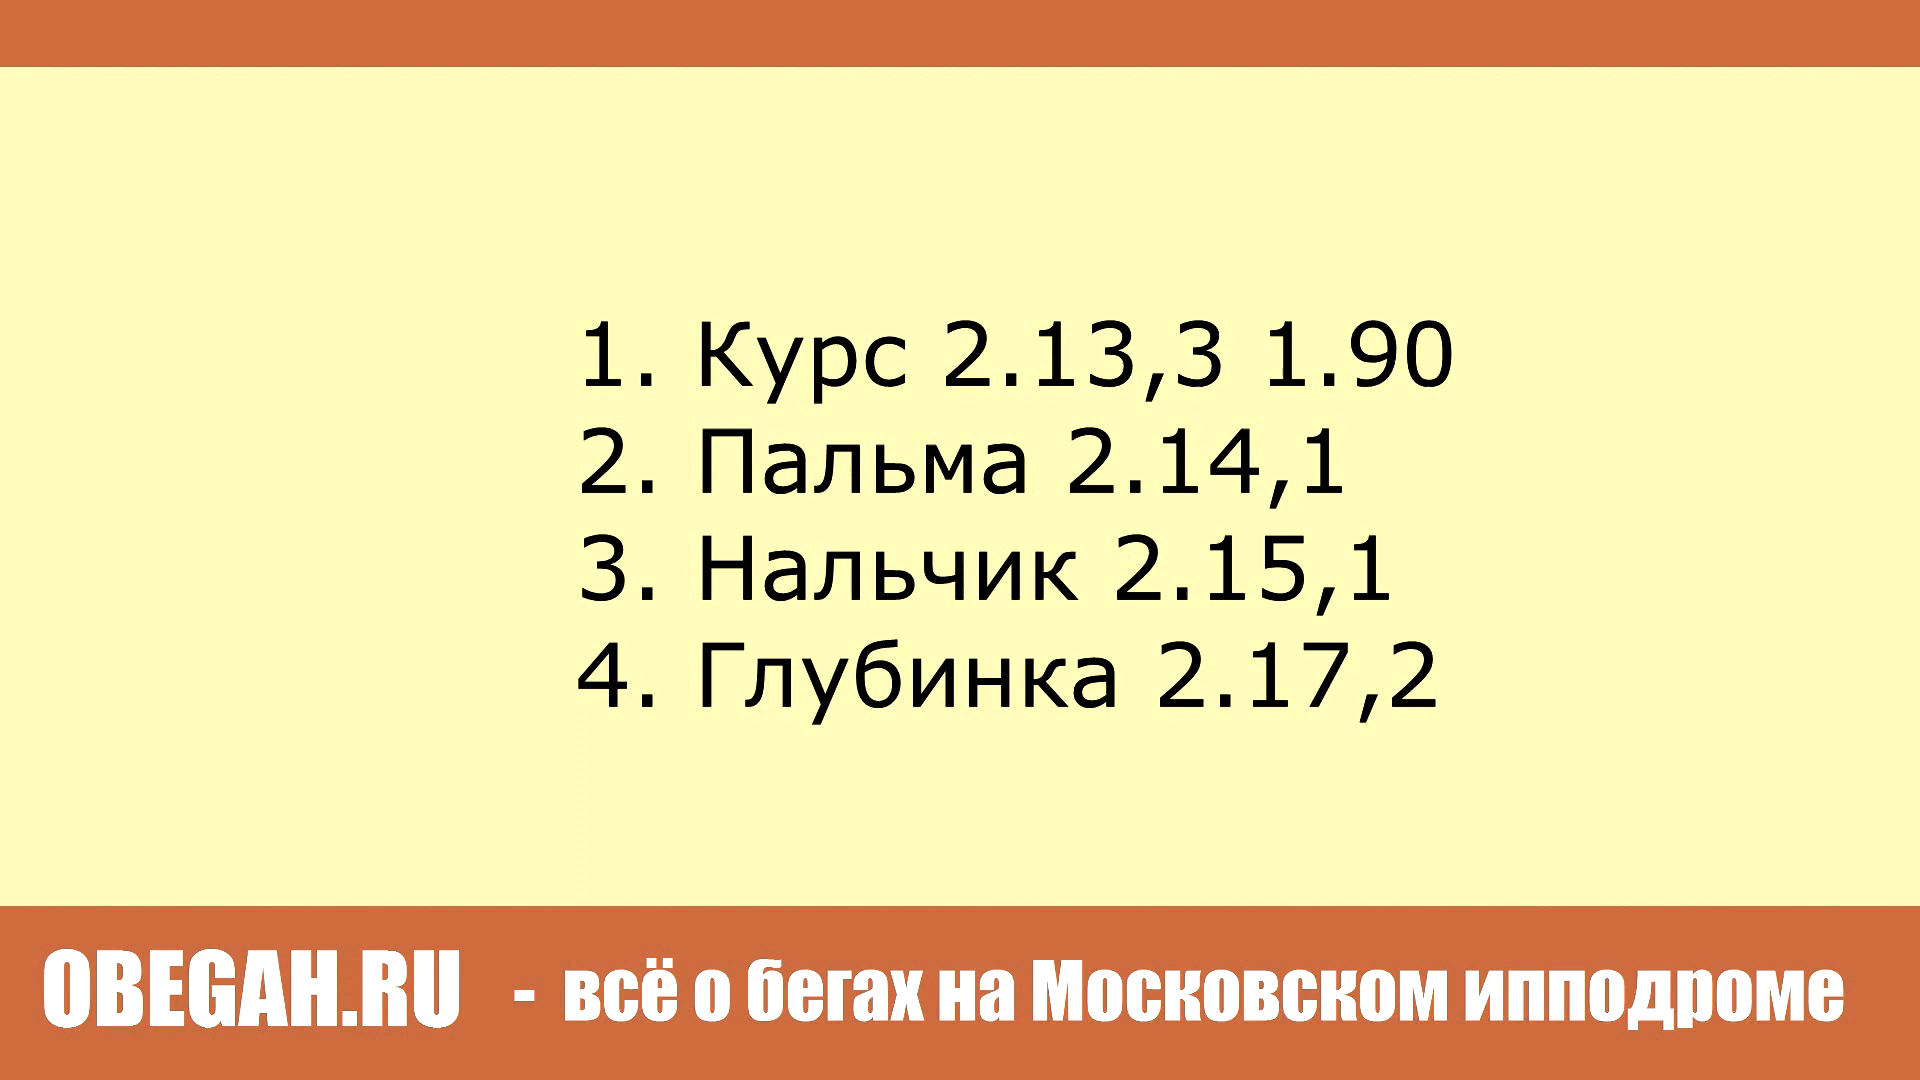 1. Курс 2.13,3 1.90
2. Пальма 2.14,1
3. Нальчик 2.15,1
4. Глубинка 2.17,2
OBEGAH.RU - всё о бегах на Московском ипподроме